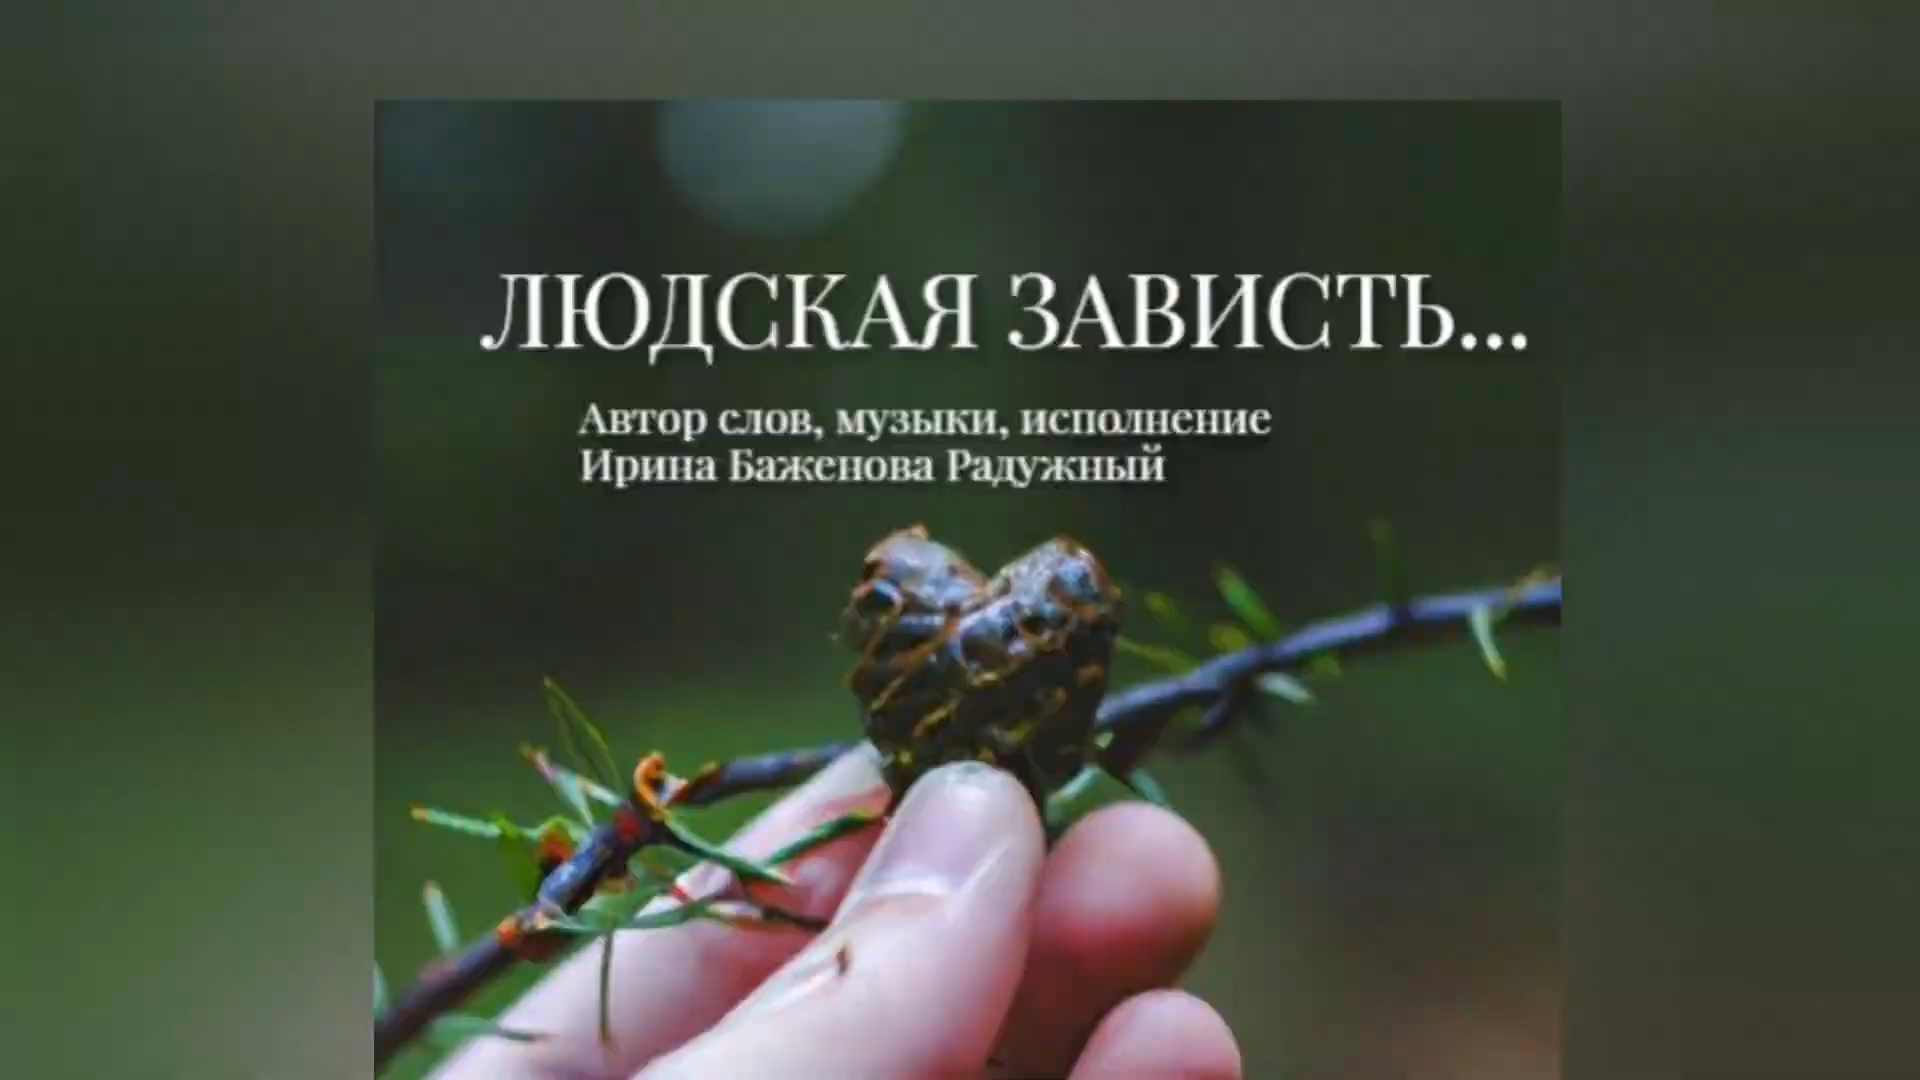 ЛЮДСКАЯ ЗАВИСТЬ...
Автор слов, музыки, исполнение
Ирина Баженова Радужный